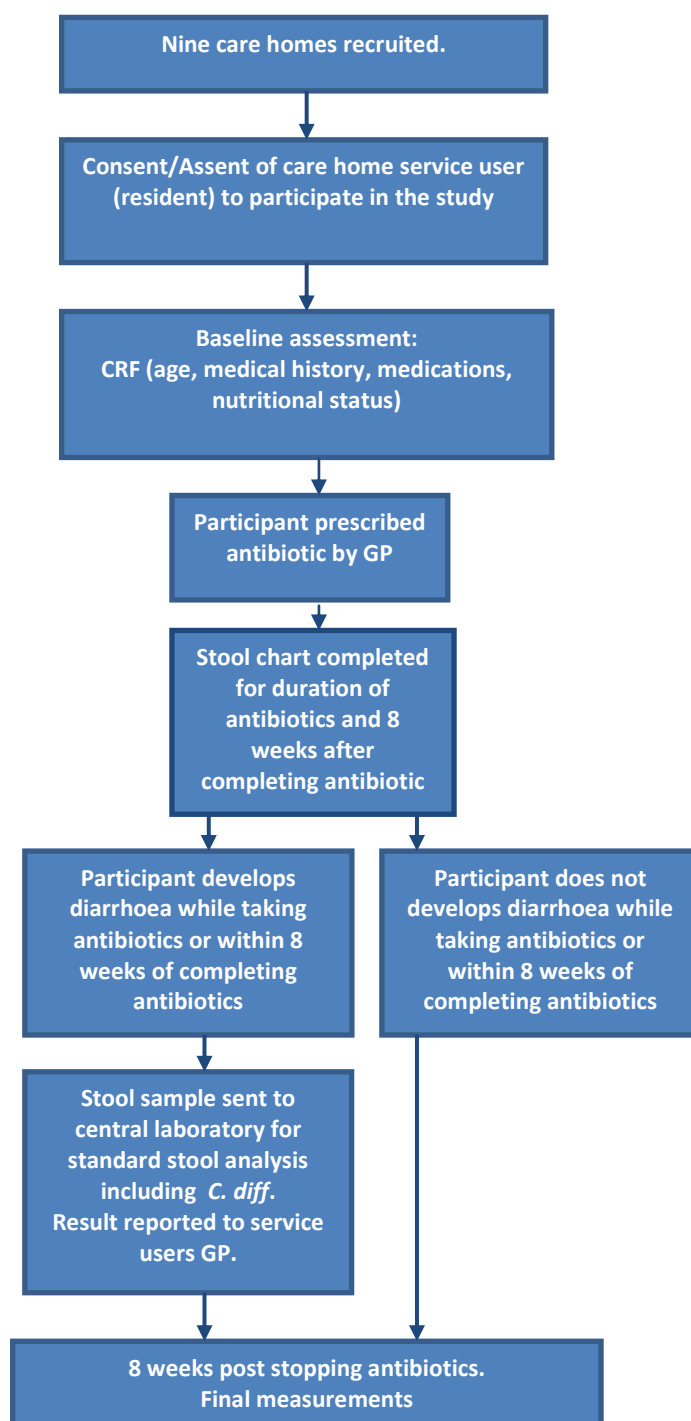 Nine care homes recruited.
Consent/Assent of care home service user
(resident) to participate in the study
Baseline assessment:
CRF (age, medical history, medications,
nutritional status)
Participant prescribed
antibiotic by GP
Stool chart completed
for duration of
antibiotics and 8
weeks after
completing antibiotic
Participant develops
diarrhoea while taking
antibiotics or within 8
weeks of completing
antibiotics
Participant does not
develops diarrhoea while
taking antibiotics or
within 8 weeks of
completing antibiotics
Stool sample sent to
central laboratory for
standard stool analysis
including C. diff.
Result reported to service
users GP.
8 weeks post stopping antibiotics.
Final measurements